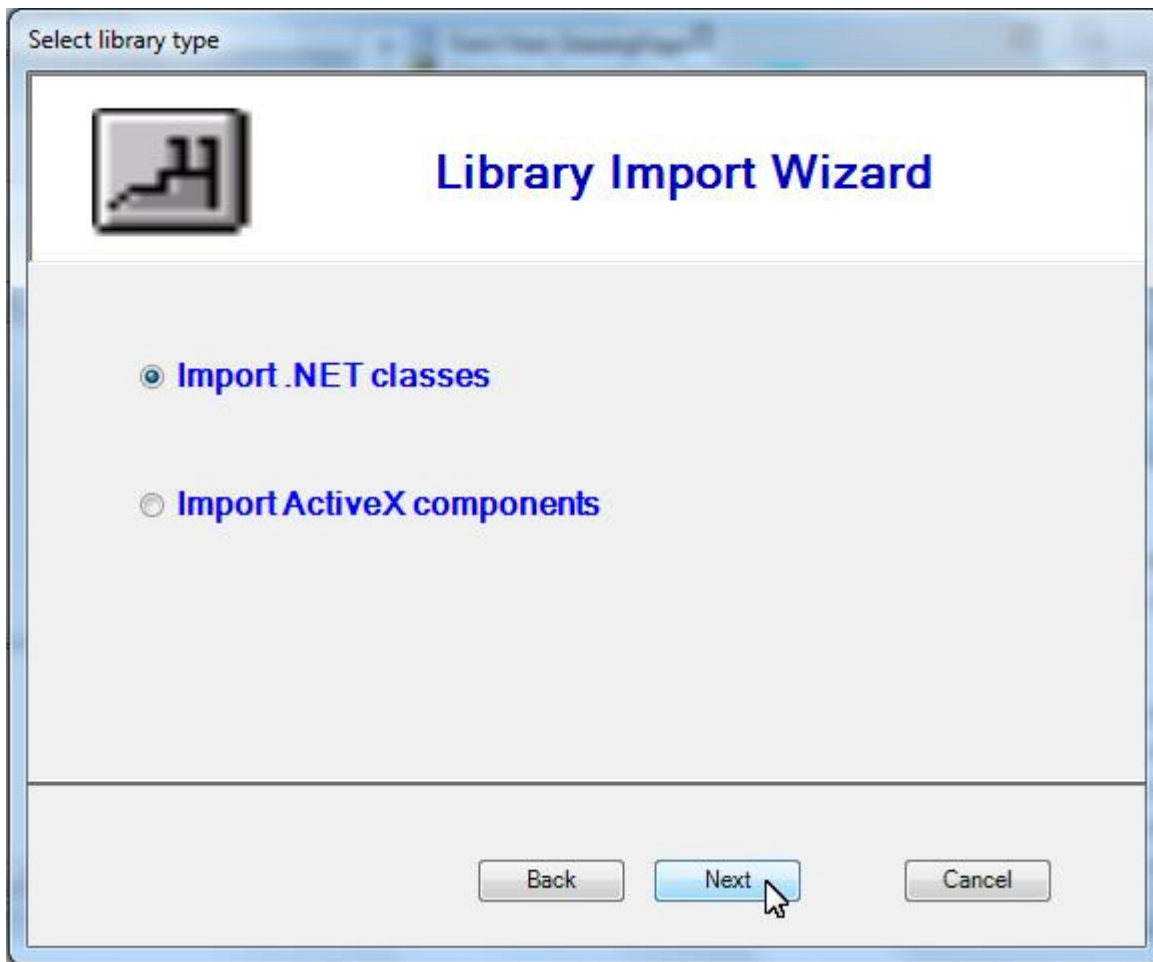 Select library type
Library Import Wizard
Import .NET classes
Import ActiveX components
Back Next Cancel